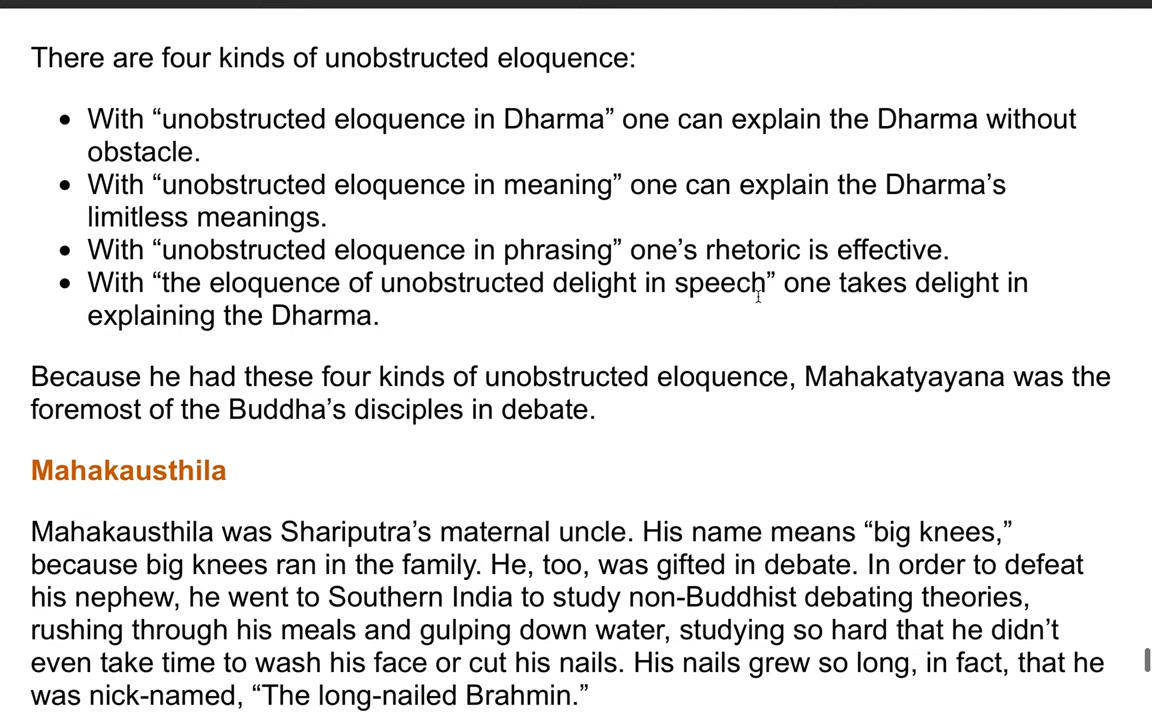 There are four kinds of unobstructed eloquence:
• With “unobstructed eloquence in Dharma” one can explain the Dharma without
obstacle.
• With “unobstructed eloquence in meaning” one can explain the Dharma’s
limitless meanings.
• With “unobstructed eloquence in phrasing” one’s rhetoric is effective.
• With “the eloquence of unobstructed delight in speech” one takes delight in
explaining the Dharma.
Because he had these four kinds of unobstructed eloquence, Mahakatyayana was the
foremost of the Buddha’s disciples in debate.
Mahakausthila
Mahakausthila was Shariputra’s maternal uncle. His name means “big knees,”
because big knees ran in the family. He, too, was gifted in debate. In order to defeat
his nephew, he went to Southern India to study non-Buddhist debating theories,
rushing through his meals and gulping down water, studying so hard that he didn’t
even take time to wash his face or cut his nails. His nails grew so long, in fact, that he
was nick-named, “The long-nailed Brahmin.”